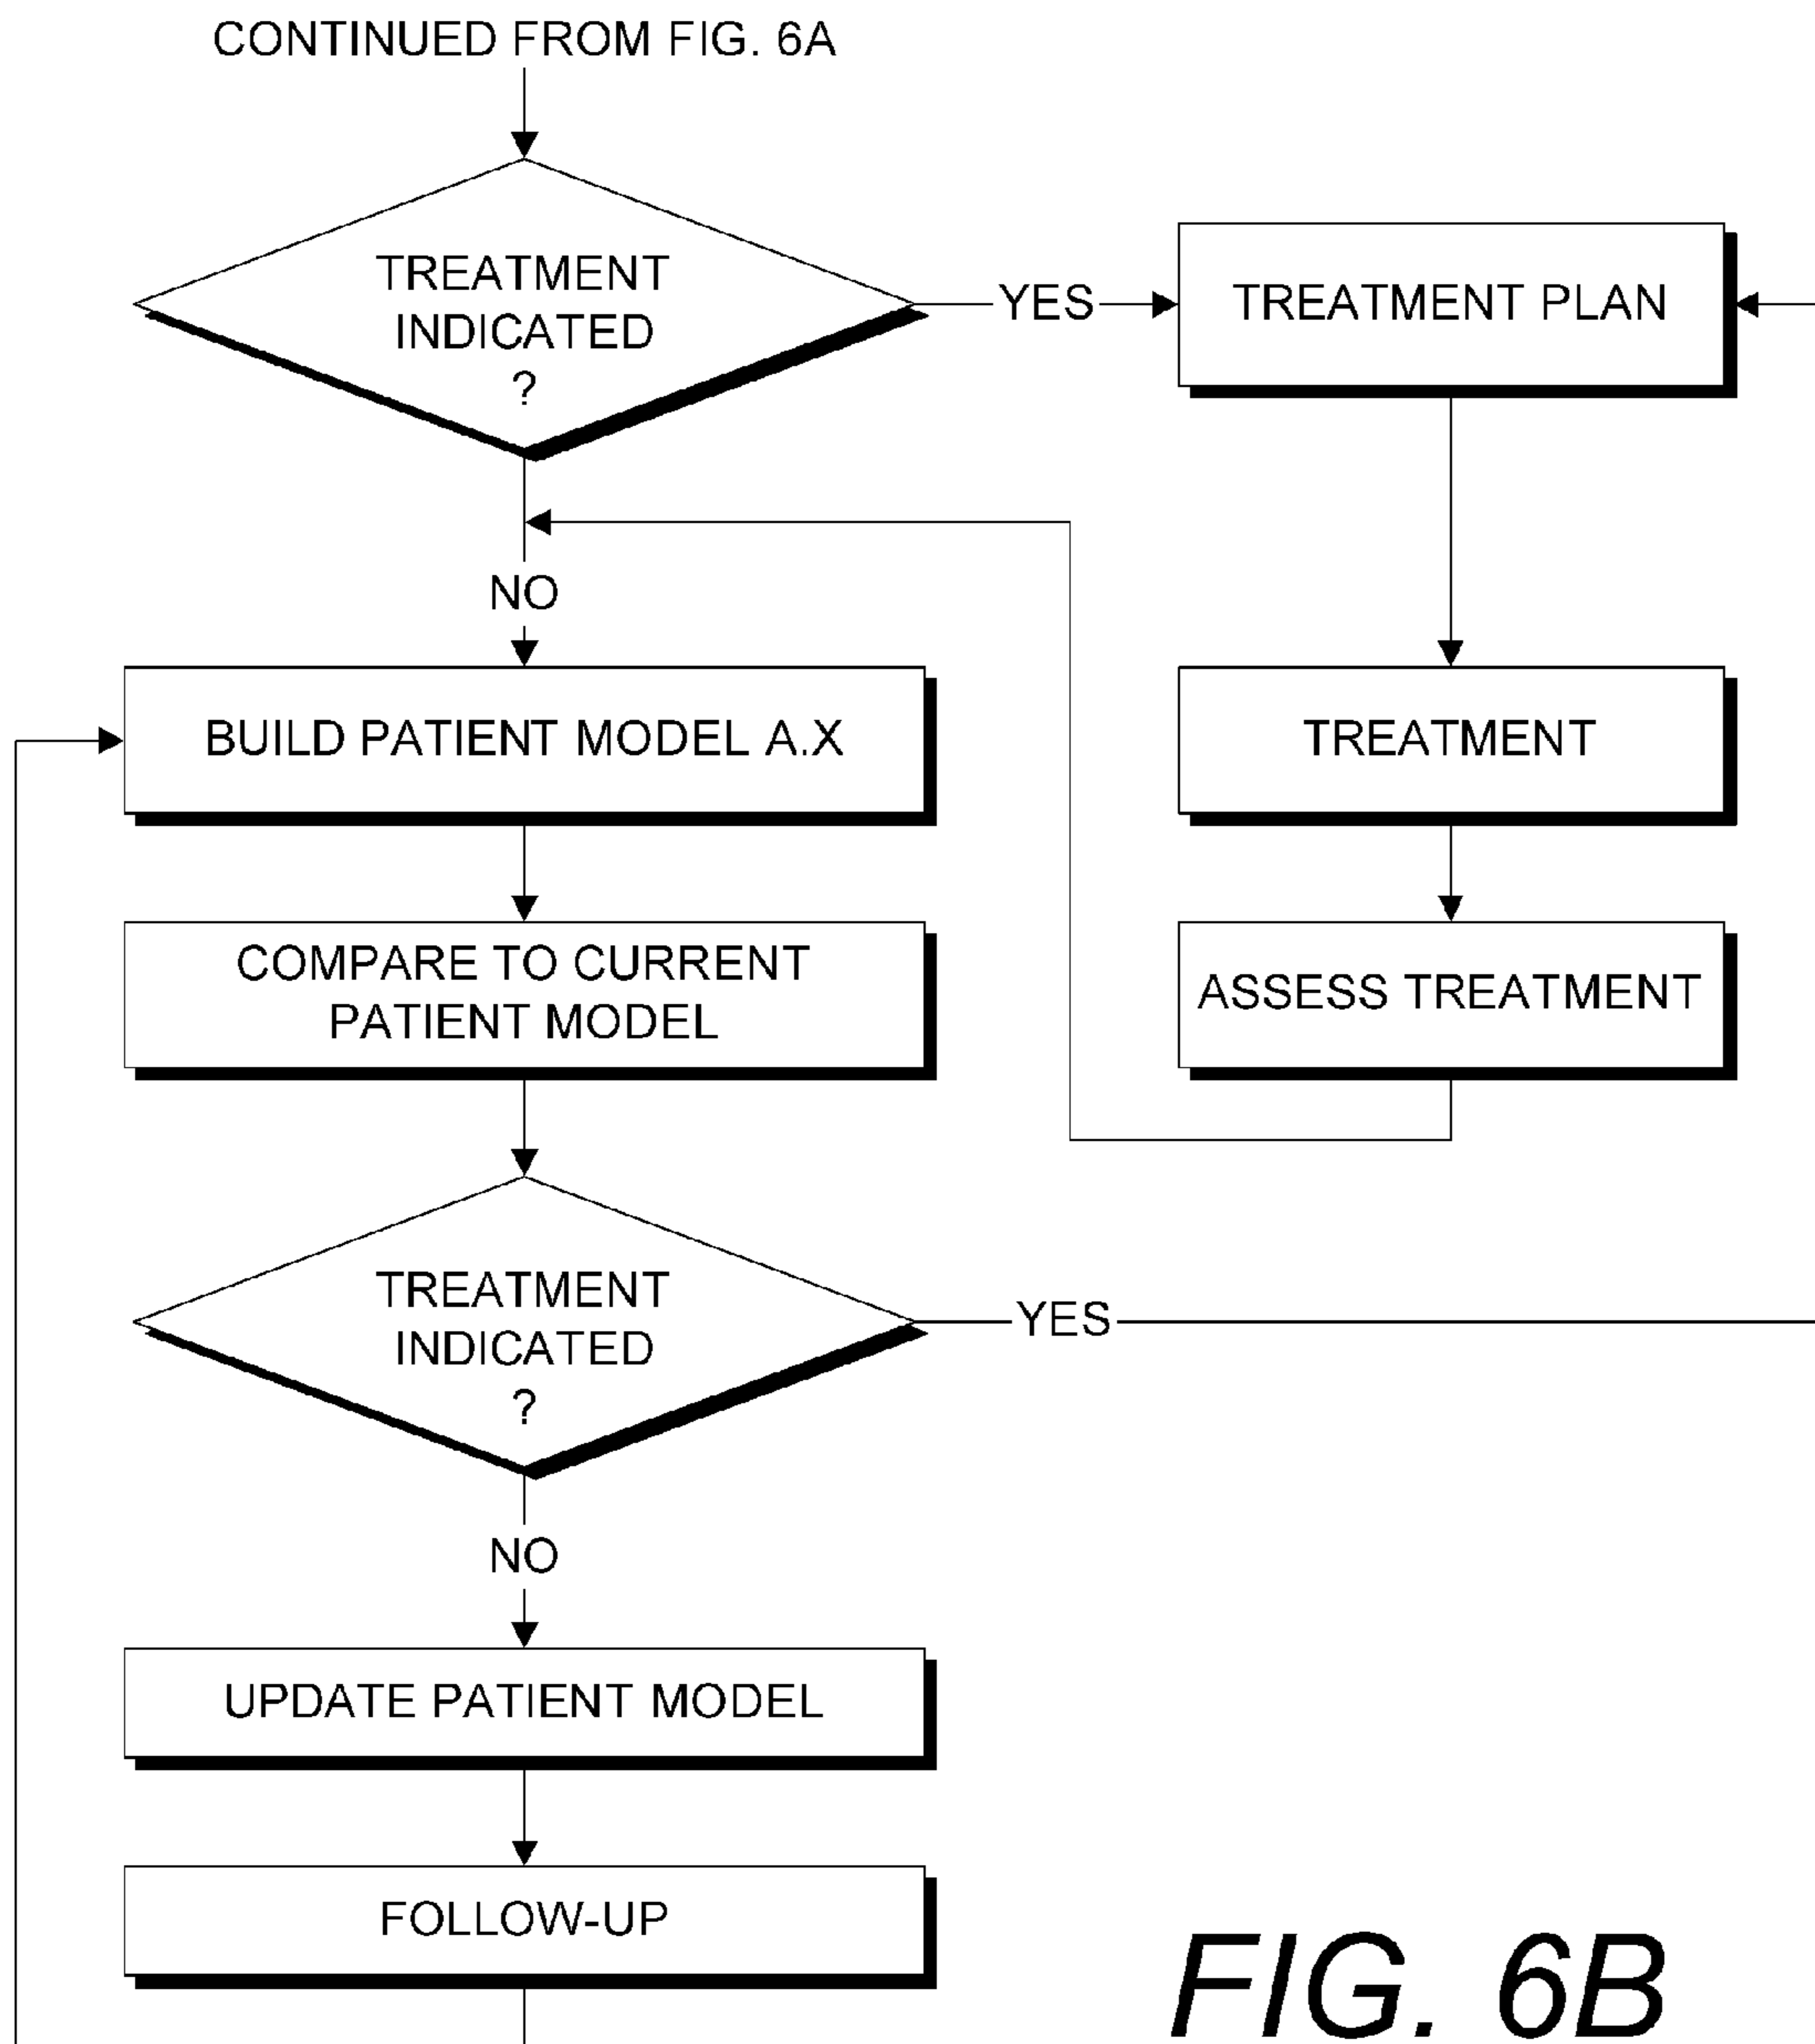 CONTINUED FROM FIG. 6A
TREATMENT
INDICATED
?
YES
TREATMENT PLAN
NO
BUILD PATIENT MODEL A.X
TREATMENT
COMPARE TO CURRENT
PATIENT MODEL
ASSESS TREATMENT
TREATMENT
INDICATED
?
YES
NO
UPDATE PATIENT MODEL
FOLLOW-UP
FIG. 6B